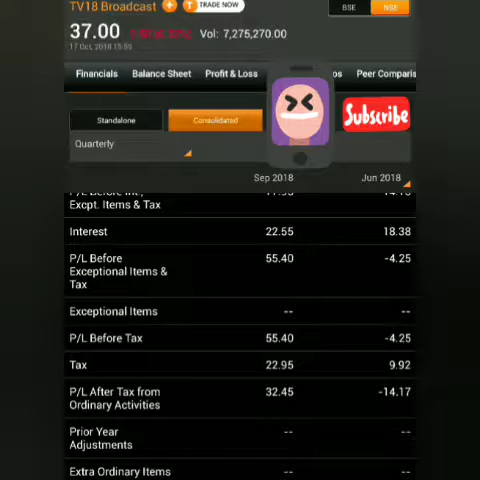 TV18 Broadcast + T TRADE NOW
BSE NSE
37.00 Vol: 7,275,270.00
17 Oct, 2018 15:59
Financials Balance Sheet Profit & Loss os Peer Comparis
Standalone Consolidated
Subscribe
Quarterly
Sep 2018 Jun 2018
Excpt. Items & Tax
Interest 22.55 18.38
P/L Before 55.40 -4.25
Exceptional Items &
Tax
Exceptional Items -- --
P/L Before Tax 55.40 -4.25
Tax 22.95 9.92
P/L After Tax from 32.45 -14.17
Ordinary Activities
Prior Year -- --
Adjustments
Extra Ordinary Items -- --